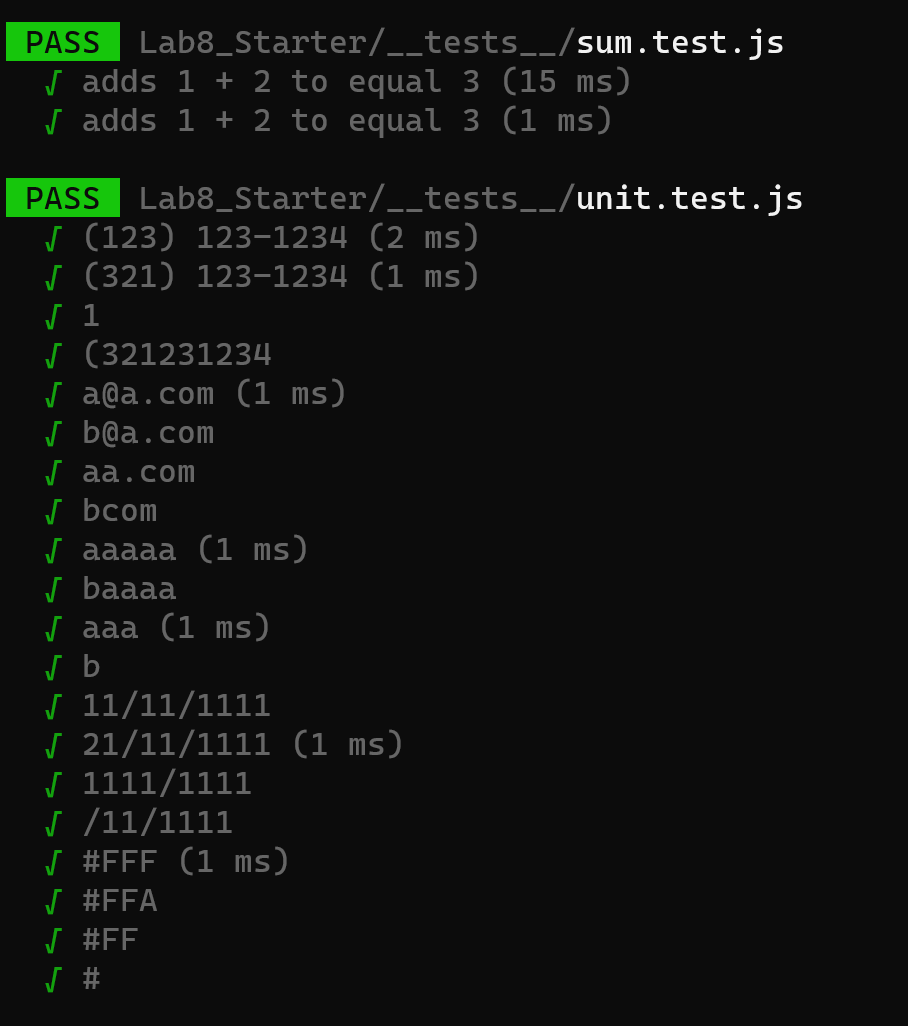 PASS Lab8_Starter/__tests__/sum.test.js
√ adds 1 + 2 to equal 3 (15 ms)
√ adds 1 + 2 to equal 3 (1 ms)
PASS Lab8_Starter/__tests__/unit.test.js
√ (123) 123-1234 (2 ms)
√ (321) 123-1234 (1 ms)
√ 1
√ (321231234
√ a@a.com (1 ms)
√ b@a.com
√ aa.com
√ bcom
√ aaaaa (1 ms)
√ baaaa
√ aaa (1 ms)
√ b
√ 11/11/1111
√ 21/11/1111 (1 ms)
√ 1111/1111
√ /11/1111
√ #FFF (1 ms)
√ #FFA
√ #FF
√ #